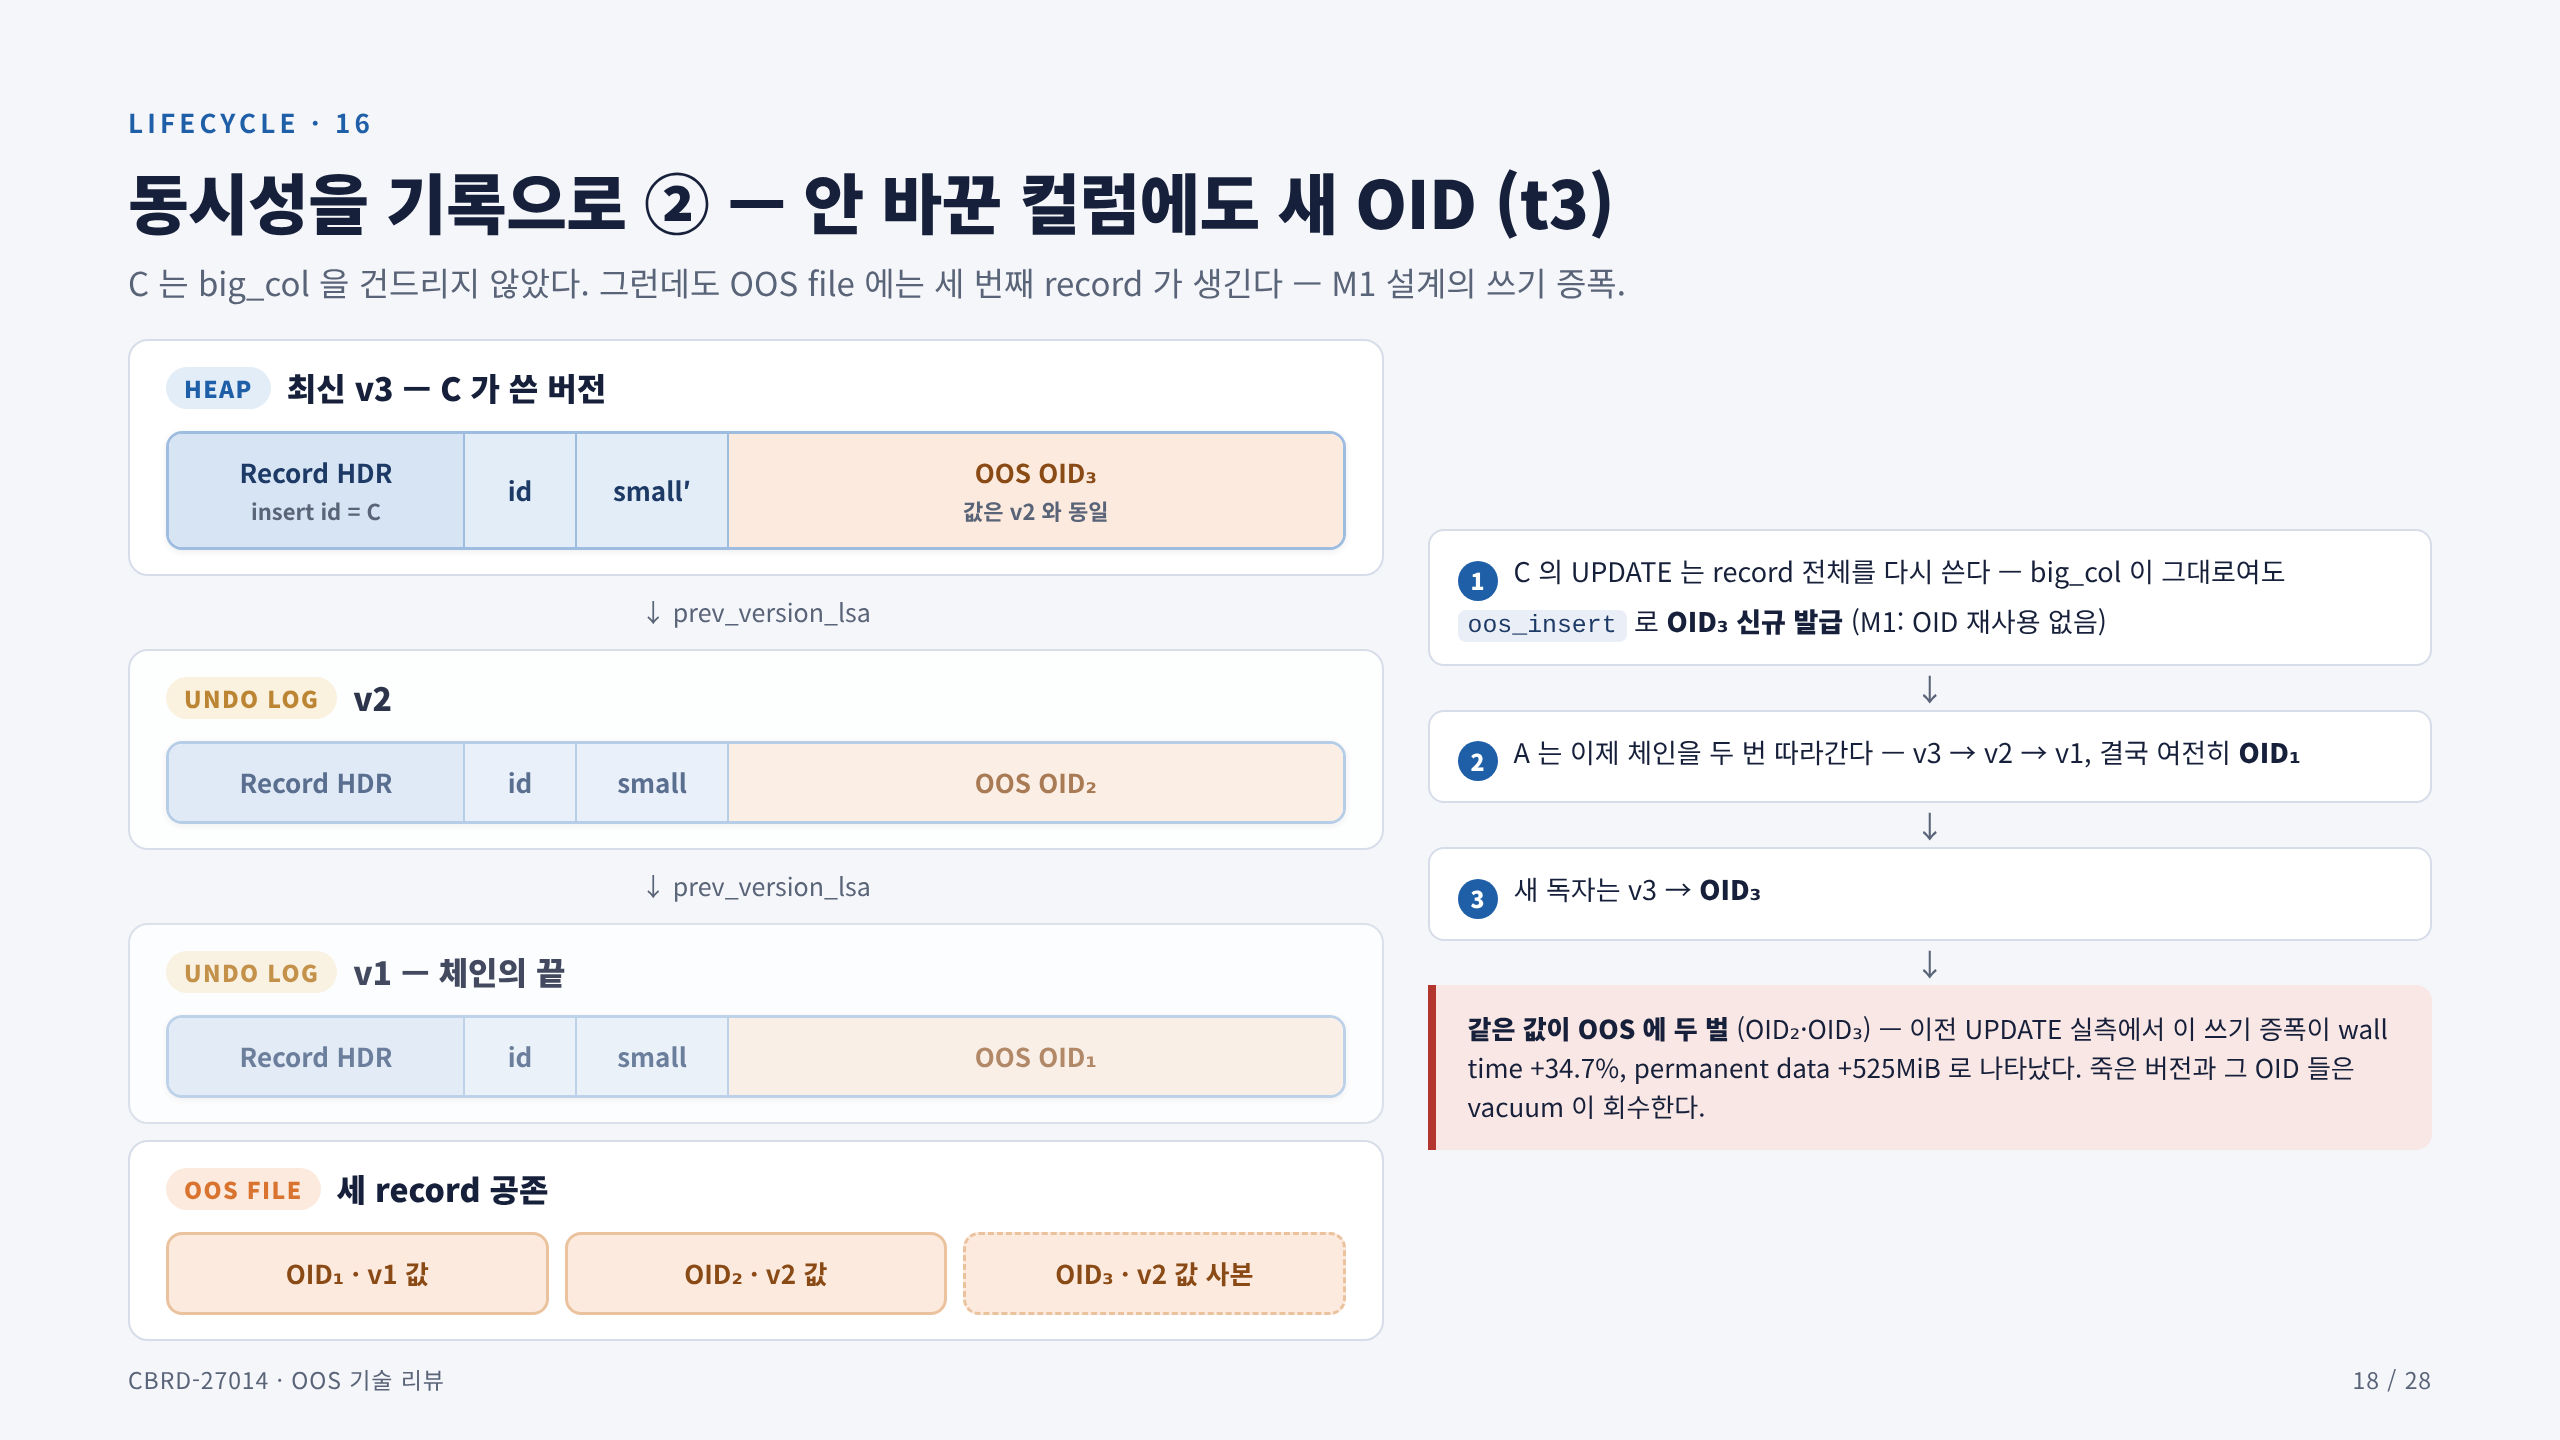 LIFECYCLE · 16
동시성을 기록으로 ② — 안 바꾼 컬럼에도 새 OID (t3)
C 는 big_col 을 건드리지 않았다. 그런데도 OOS file 에는 세 번째 record 가 생긴다 — M1 설계의 쓰기 증폭.
HEAP 최신 v3 — C 가 쓴 버전
Record HDR
insert id = C
id
small′
OOS OID₃
값은 v2 와 동일
↓ prev_version_lsa
UNDO LOG v2
Record HDR
id
small
OOS OID₂
↓ prev_version_lsa
UNDO LOG v1 — 체인의 끝
Record HDR
id
small
OOS OID₁
OOS FILE 세 record 공존
OID₁ · v1 값
OID₂ · v2 값
OID₃ · v2 값 사본
1 C 의 UPDATE 는 record 전체를 다시 쓴다 — big_col 이 그대로여도
oos_insert 로 OID₃ 신규 발급 (M1: OID 재사용 없음)
↓
2 A 는 이제 체인을 두 번 따라간다 — v3 → v2 → v1, 결국 여전히 OID₁
↓
3 새 독자는 v3 → OID₃
↓
같은 값이 OOS 에 두 벌 (OID₂·OID₃) — 이전 UPDATE 실측에서 이 쓰기 증폭이 wall
time +34.7%, permanent data +525MiB 로 나타났다. 죽은 버전과 그 OID 들은
vacuum 이 회수한다.
CBRD-27014 · OOS 기술 리뷰
18 / 28